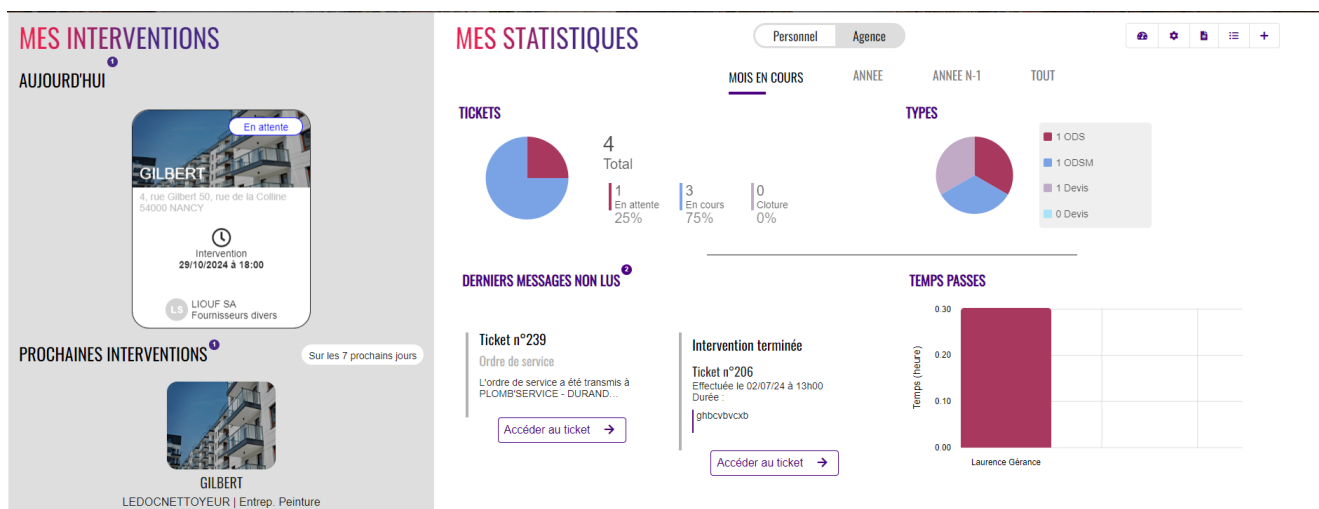 MES INTERVENTIONS
AUJOURD'HUI
1
En attente
GILBERT
4, rue Gilbert 50, rue de la Colline
54000 NANCY
Intervention
29/10/2024 à 18:00
LS
LIOUF SA
Fournisseurs divers
PROCHAINES INTERVENTIONS
1
Sur les 7 prochains jours
GILBERT
LEDOCNETTOYEUR | Entrep. Peinture
MES STATISTIQUES
Personnel
Agence
MOIS EN COURS
ANNEE
ANNEE N-1
TOUT
TICKETS
4
Total
1
En attente
25%
3
En cours
75%
0
Cloture
0%
TYPES
1 ODS
1 ODSM
1 Devis
0 Devis
DERNIERS MESSAGES NON LUS
2
Ticket n°239
Ordre de service
L'ordre de service a été transmis à
PLOMB'SERVICE - DURAND...
Accéder au ticket
Intervention terminée
Ticket n°206
Effectuée le 02/07/24 à 13h00
Durée :
ghbcvbvcxb
Accéder au ticket
TEMPS PASSES
Temps (heure)
0.30
0.20
0.10
0.00
Laurence Gérance